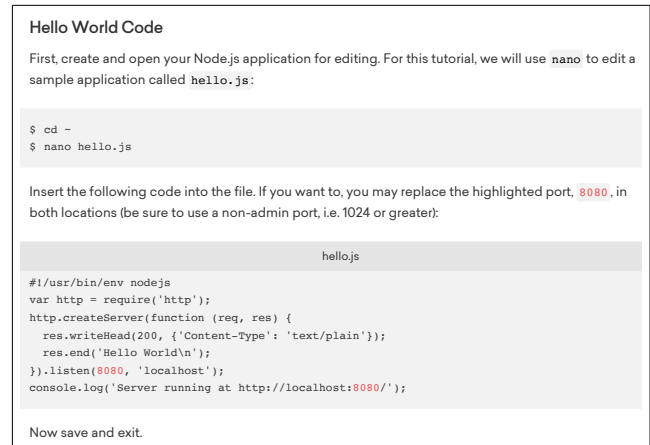 Hello World Code
First, create and open your Node.js application for editing. For this tutorial, we will use nano to edit a
sample application called hello.js:
$ cd ~
$ nano hello.js
Insert the following code into the file. If you want to, you may replace the highlighted port, 8080, in
both locations (be sure to use a non-admin port, i.e. 1024 or greater):
hello.js
#!/usr/bin/env nodejs
var http = require('http');
http.createServer(function (req, res) {
  res.writeHead(200, {'Content-Type': 'text/plain'});
  res.end('Hello World\n');
}).listen(8080, 'localhost');
console.log('Server running at http://localhost:8080/');
Now save and exit.